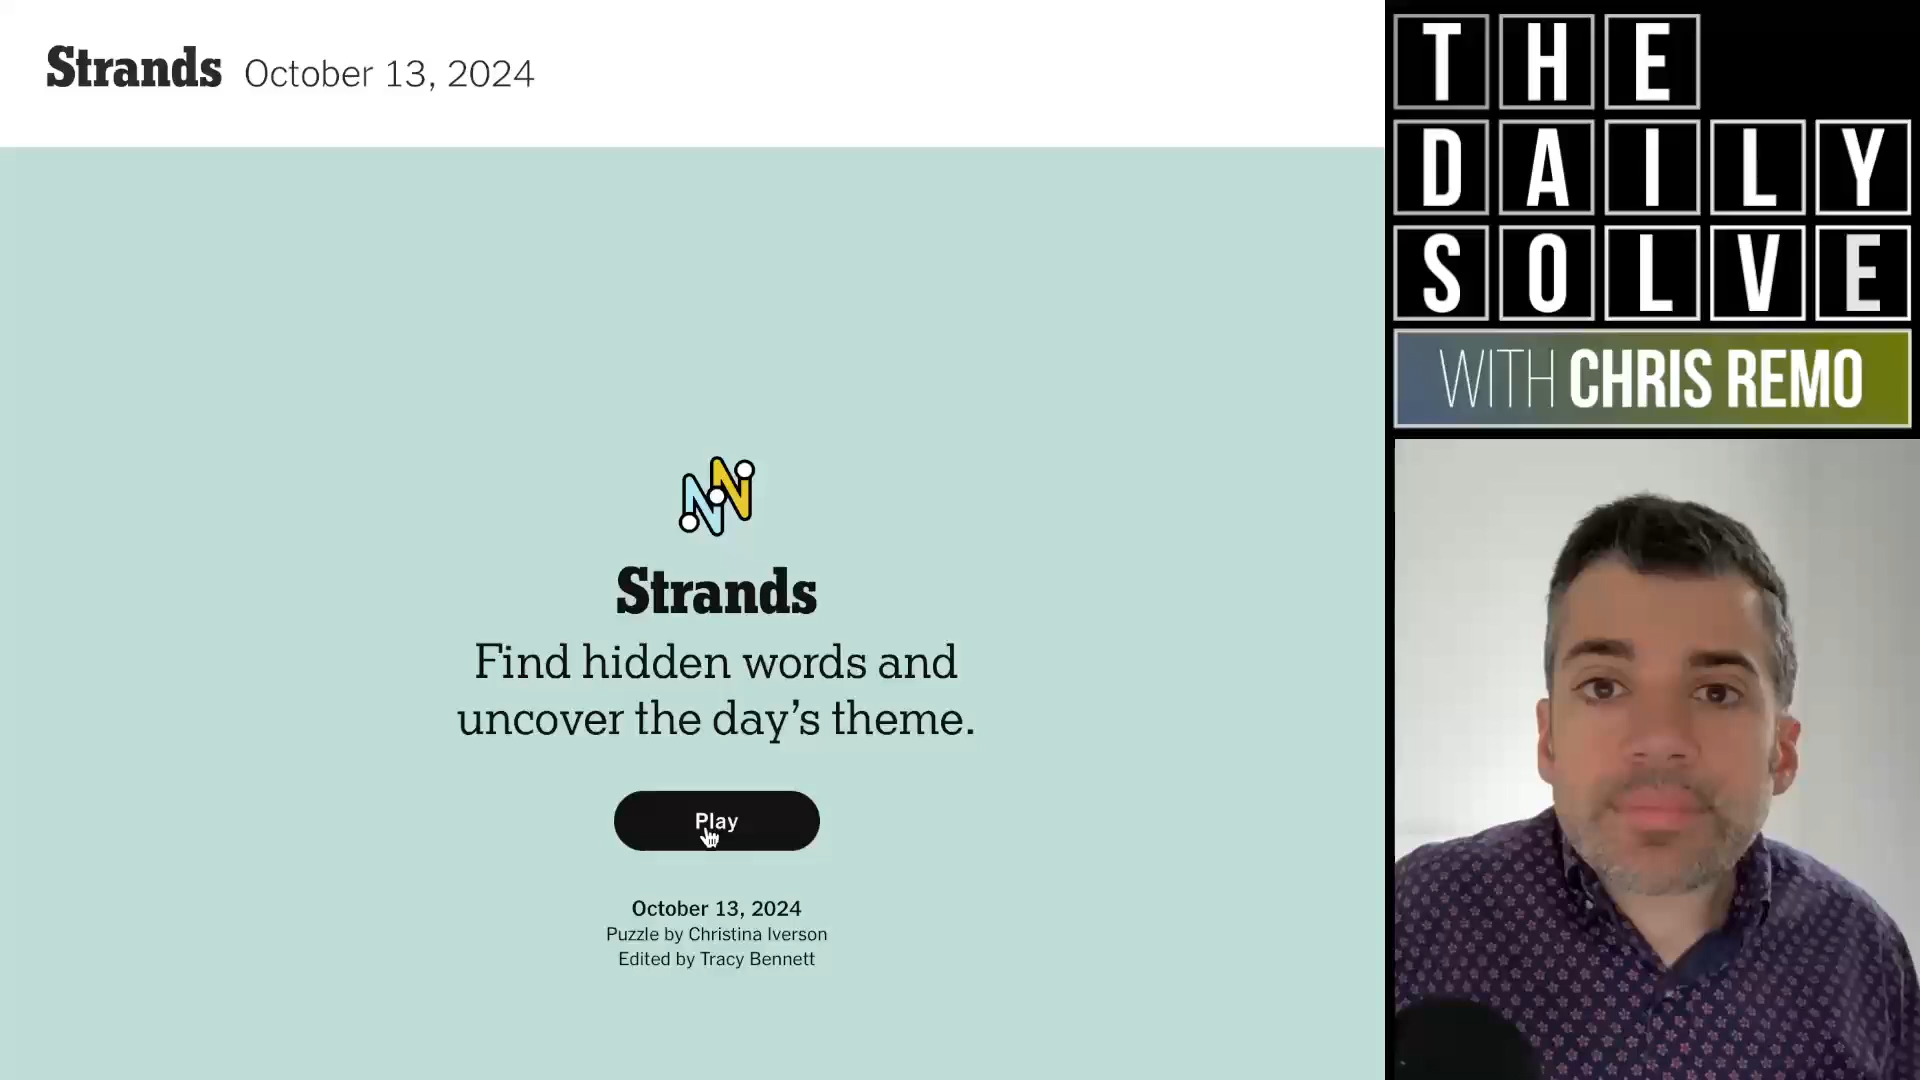 Strands October 13, 2024
Strands
Find hidden words and
uncover the day’s theme.
Play
October 13, 2024
Puzzle by Christina Iverson
Edited by Tracy Bennett
THE
DAILY
SOLVE
WITH CHRIS REMO